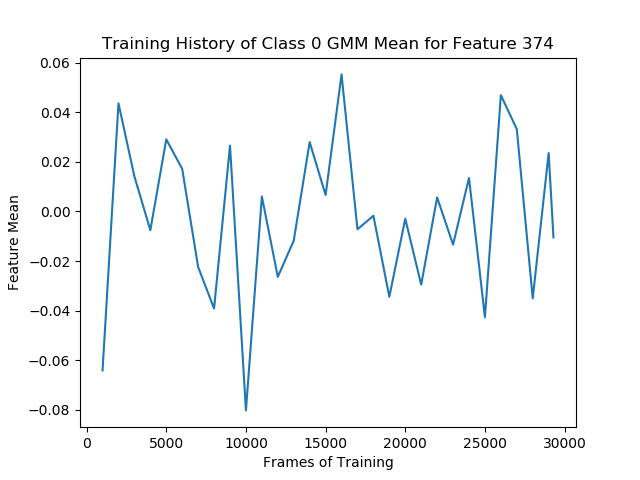 Training History of Class 0 GMM Mean for Feature 374
0.06
0.04
0.02
0.00
−0.02
−0.04
−0.06
−0.08
Feature Mean
0 5000 10000 15000 20000 25000 30000
Frames of Training